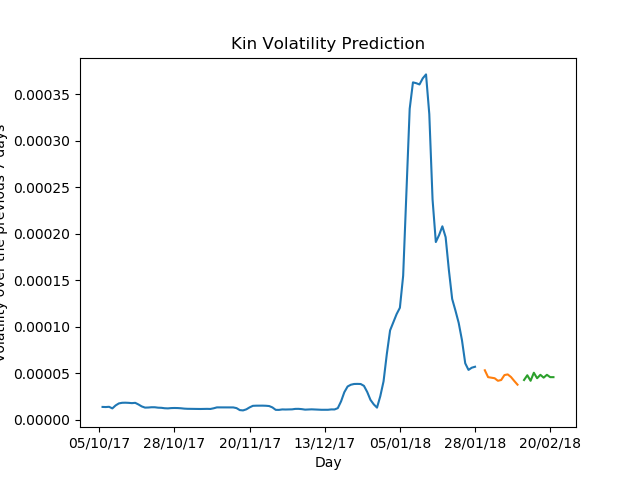 Kin Volatility Prediction
Volatility over the previous 7 days
0.00035
0.00030
0.00025
0.00020
0.00015
0.00010
0.00005
0.00000
05/10/17 28/10/17 20/11/17 13/12/17 05/01/18 28/01/18 20/02/18
Day